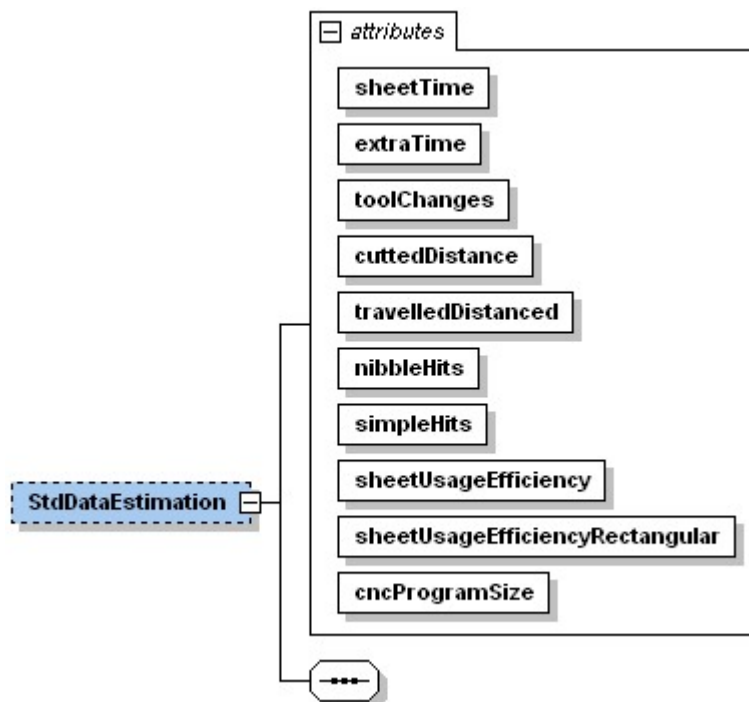 attributes
sheetTime
extraTime
toolChanges
cuttedDistance
travelledDistanced
nibbleHits
simpleHits
sheetUsageEfficiency
StdDataEstimation
sheetUsageEfficiencyRectangular
cncProgramSize